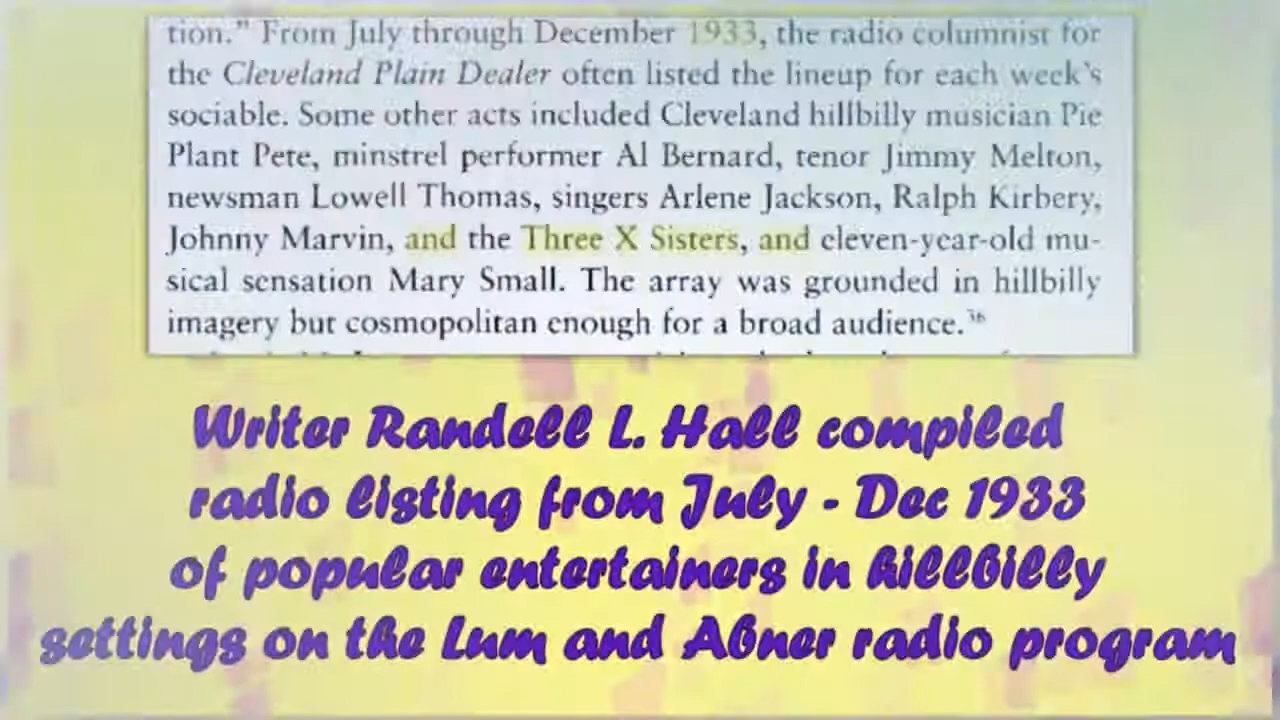 tion." From July through December 1933, the radio columnist for
the Cleveland Plain Dealer often listed the lineup for each week's
sociable. Some other acts included Cleveland hillbilly musician Pie
Plant Pete, minstrel performer Al Bernard, tenor Jimmy Melton,
newsman Lowell Thomas, singers Arlene Jackson, Ralph Kirbery,
Johnny Marvin, and the Three X Sisters, and eleven-year-old mu-
sical sensation Mary Small. The array was grounded in hillbilly
imagery but cosmopolitan enough for a broad audience.36
Writer Randell L. Hall compiled
radio listing from July - Dec 1933
of popular entertainers in hillbilly
settings on the Lum and Abner radio program